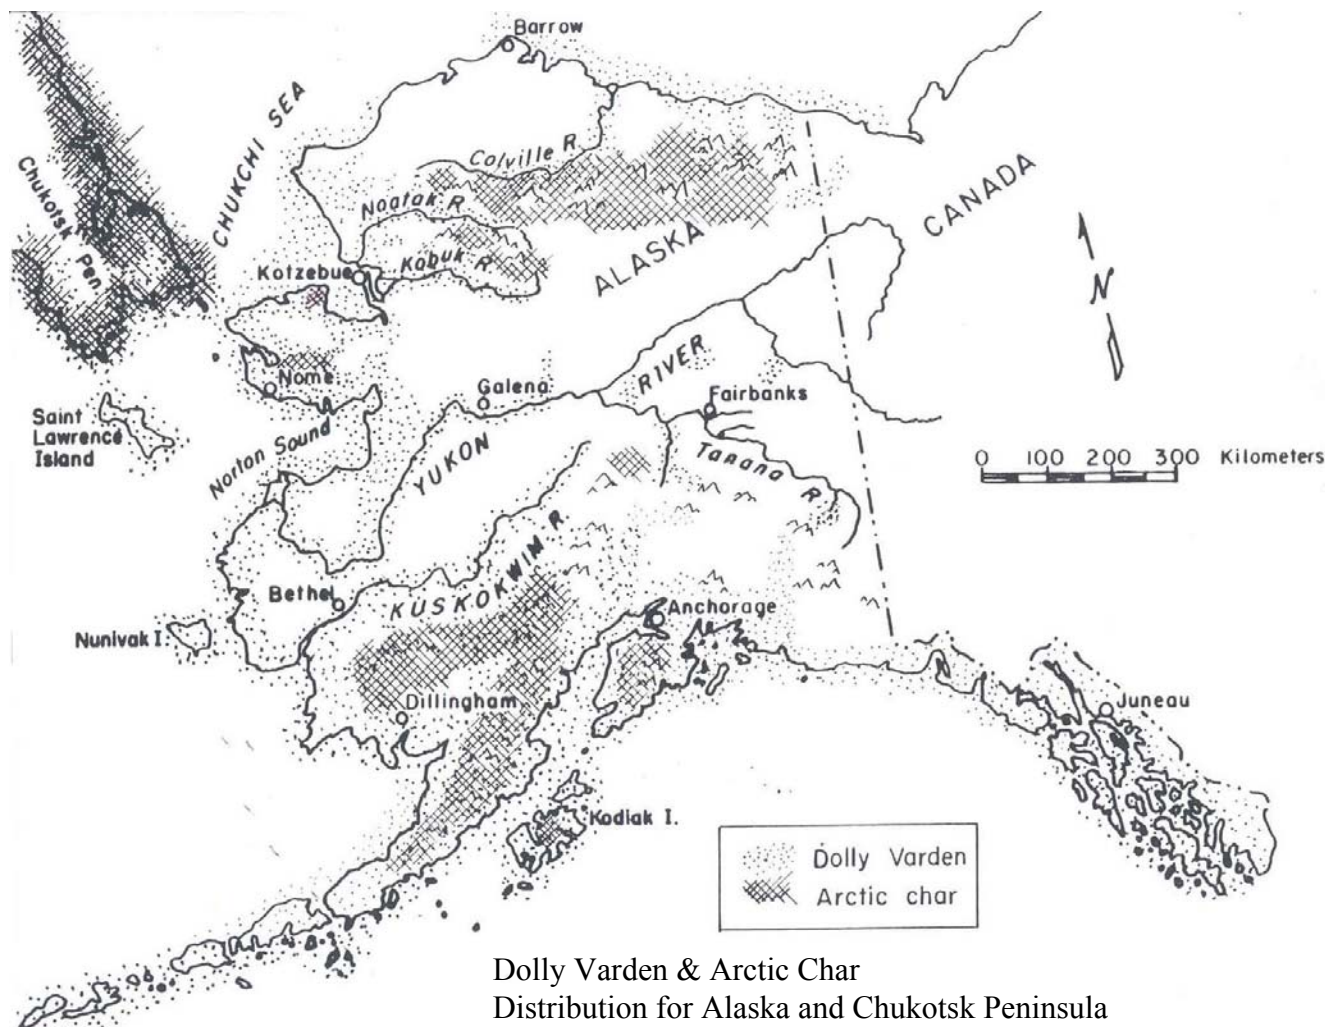 Barrow
CHUKCHI SEA
Chukotsk
Pen
Colville R
Noatak R
Kobuk R
Kotzebue
ALASKA
CANADA
N
Nome
Galena
RIVER
Fairbanks
Saint
Lawrence
Island
Norton Sound
YUKON
Tanana R
0 100 200 300 Kilometers
Bethel
KUSKOKWIM R
Anchorage
Nunivak I.
Dillingham
Juneau
Kodiak I.
Dolly Varden
Arctic char
Dolly Varden & Arctic Char
Distribution for Alaska and Chukotsk Peninsula